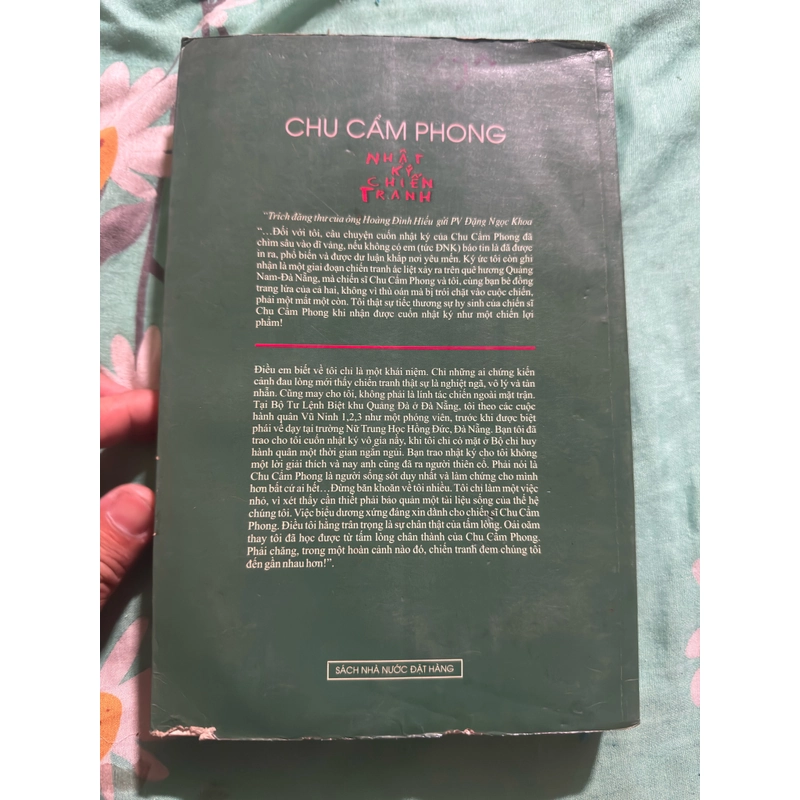 CHU CẨM PHONG
NHẬT
KÝ
CHIẾN
TRANH
"Trích đăng thư của ông Hoàng Đình Hiếu gửi PV Đặng Ngọc Khoa
"…Đối với tôi, câu chuyện cuốn nhật ký của Chu Cẩm Phong đã
chìm sâu vào dĩ vảng, nếu không có em (tức ĐNK) báo tin là đã được
in ra, phổ biến và được dư luận khắp nơi yêu mến. Ký ức tôi còn ghi
nhận là một giai đoạn chiến tranh ác liệt xảy ra trên quê hương Quảng
Nam-Đà Nẵng, mà chiến sĩ Chu Cẩm Phong và tôi, cùng bạn bè đồng
trang lứa của cả hai, không vì thù oán mà bị trói chặt vào cuộc chiến,
phải một mất một còn. Tôi thật sự tiếc thương sự hy sinh của chiến sĩ
Chu Cẩm Phong khi nhận được cuốn nhật ký như một chiến lợi
phẩm!
Điều em biết về tôi chỉ là một khái niệm. Chỉ những ai chứng kiến
cảnh đau lòng mới thấy chiến tranh thật sự là nghiệt ngã, vô lý và tàn
nhẫn. Cũng may cho tôi, không phải là lính tác chiến ngoài mặt trận.
Tại Bộ Tư Lệnh Biệt khu Quảng Đà ở Đà Nẵng, tôi theo các cuộc
hành quân Vũ Ninh 1,2,3 như một phóng viên, trước khi được biệt
phái về dạy tại trường Nữ Trung Học Hồng Đức, Đà Nẵng. Bạn tôi đã
trao cho tôi cuốn nhật ký vô gia nầy, khi tôi chỉ có mặt ở Bộ chỉ huy
hành quân một thời gian ngắn ngủi. Bạn trao nhật ký cho tôi không
một lời giải thích và nay anh cũng đã ra người thiên cổ. Phải nói là
Chu Cẩm Phong là người sống sót duy nhất và làm chứng cho mình
hơn bất cứ ai hết…Đừng băn khoăn về tôi nhiều. Tôi chỉ làm một việc
nhỏ, vì xét thấy cần thiết phải bảo quản một tài liệu sống của thế hệ
chúng tôi. Việc biểu dương xứng đáng xin dành cho chiến sĩ Chu Cẩm
Phong. Điều tôi hằng trân trọng là sự chân thật của tấm lòng. Oái oăm
thay tôi đã học được từ tấm lòng chân thành của Chu Cẩm Phong.
Phải chăng, trong một hoàn cảnh nào đó, chiến tranh đem chúng tôi
đến gần nhau hơn!".
SÁCH NHÀ NƯỚC ĐẶT HÀNG